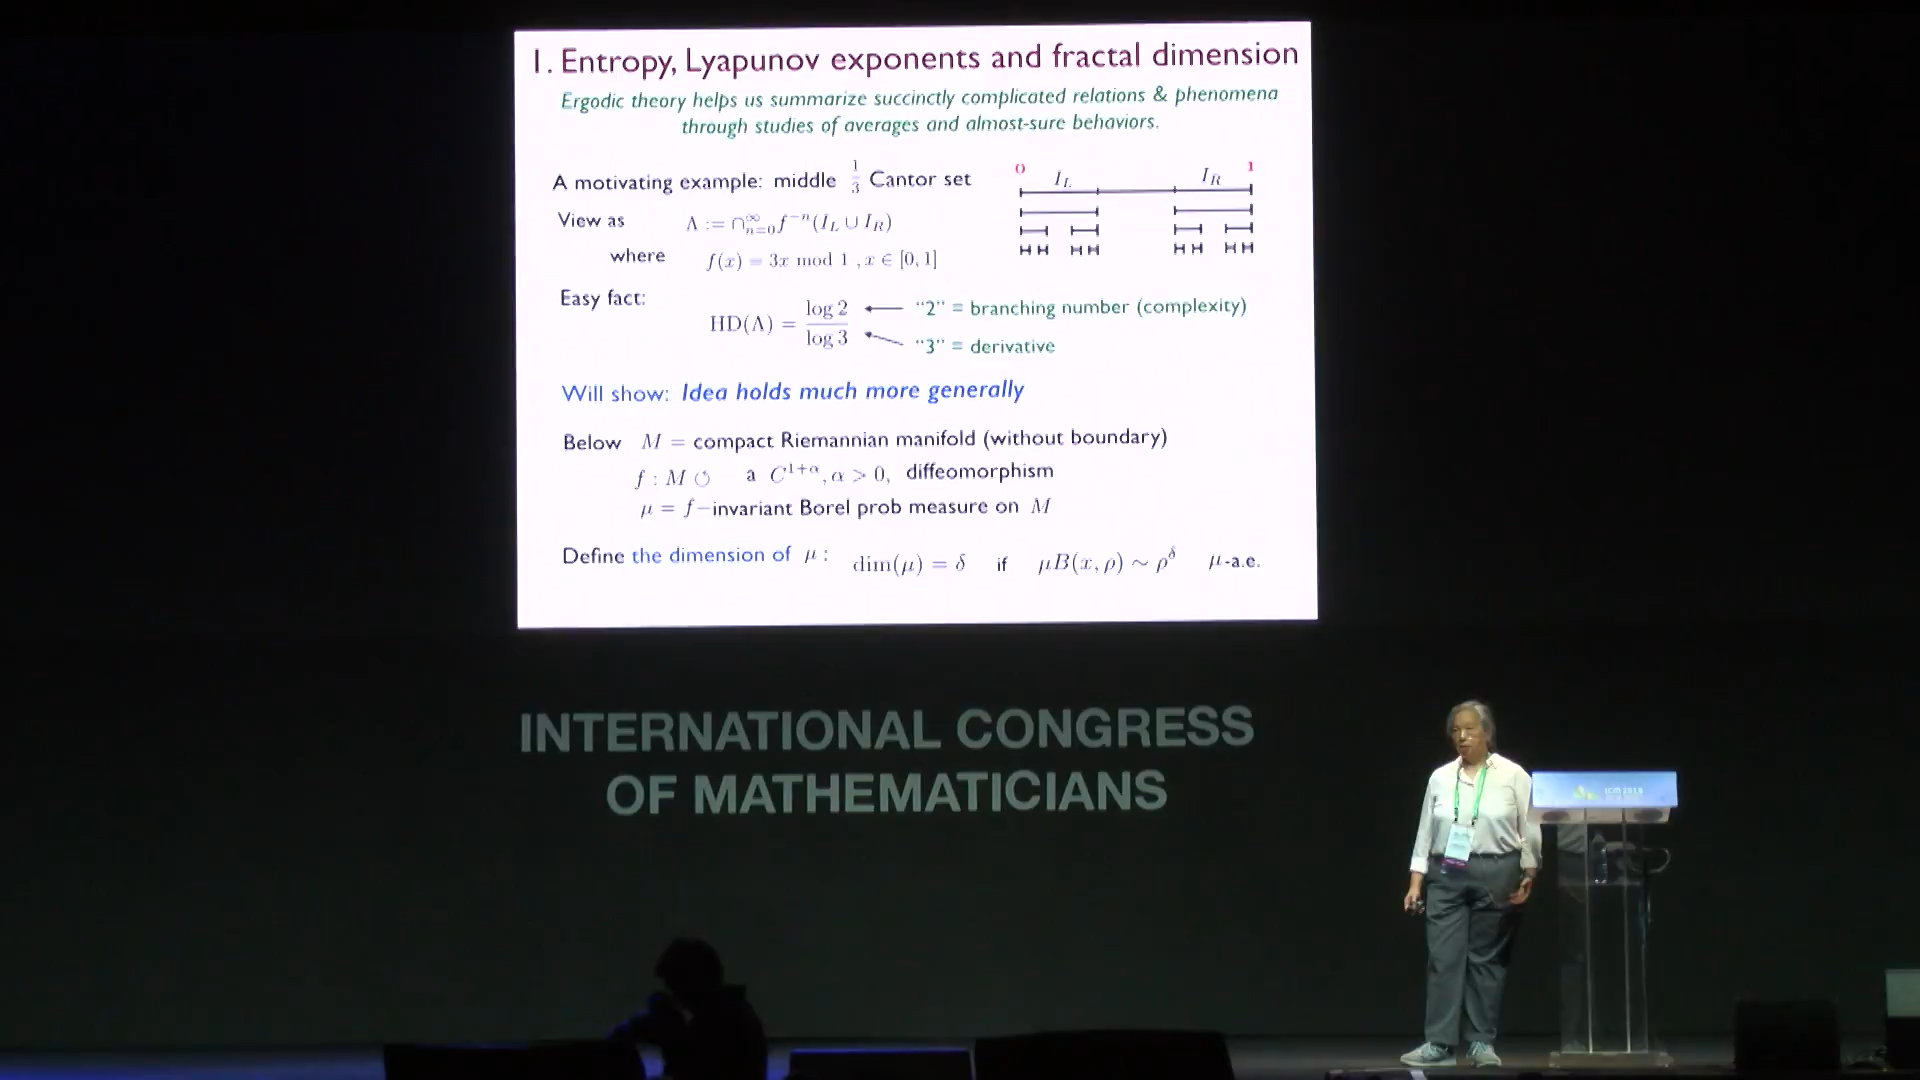 1. Entropy, Lyapunov exponents and fractal dimension
Ergodic theory helps us summarize succinctly complicated relations & phenomena
through studies of averages and almost-sure behaviors.
A motivating example: middle 1/3 Cantor set
0 I_L I_R 1
View as Λ := ∩_{n=0}^∞ f^{-n}(I_L ∪ I_R)
where f(x) = 3x mod 1 , x ∈ [0, 1]
Easy fact: HD(Λ) = log 2 / log 3
“2” = branching number (complexity)
“3” = derivative
Will show: Idea holds much more generally
Below M = compact Riemannian manifold (without boundary)
f : M ↺ a C^{1+α}, α > 0, diffeomorphism
μ = f−invariant Borel prob measure on M
Define the dimension of μ : dim(μ) = δ if μB(x, ρ) ∼ ρ^δ μ-a.e.
INTERNATIONAL CONGRESS
OF MATHEMATICIANS
ICM 2018